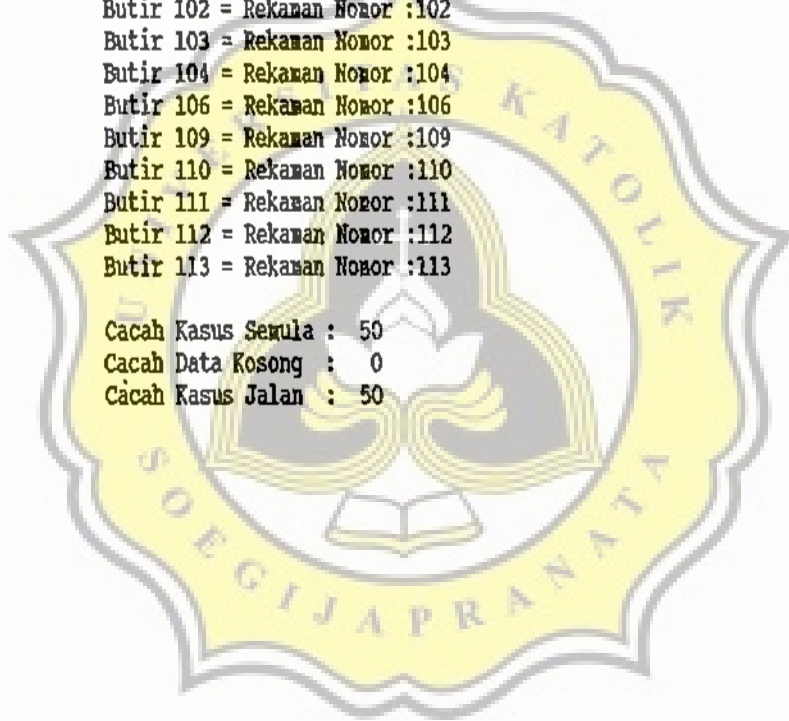 Butir 102 = Rekaman Nomor :102
Butir 103 = Rekaman Nomor :103
Butir 104 = Rekaman Nomor :104
Butir 106 = Rekaman Nomor :106
Butir 109 = Rekaman Nomor :109
Butir 110 = Rekaman Nomor :110
Butir 111 = Rekaman Nomor :111
Butir 112 = Rekaman Nomor :112
Butir 113 = Rekaman Nomor :113
Cacah Kasus Semula : 50
Cacah Data Kosong : 0
Cacah Kasus Jalan : 50
UNIVERSITAS KATOLIK
SOEGIJAPRANATA